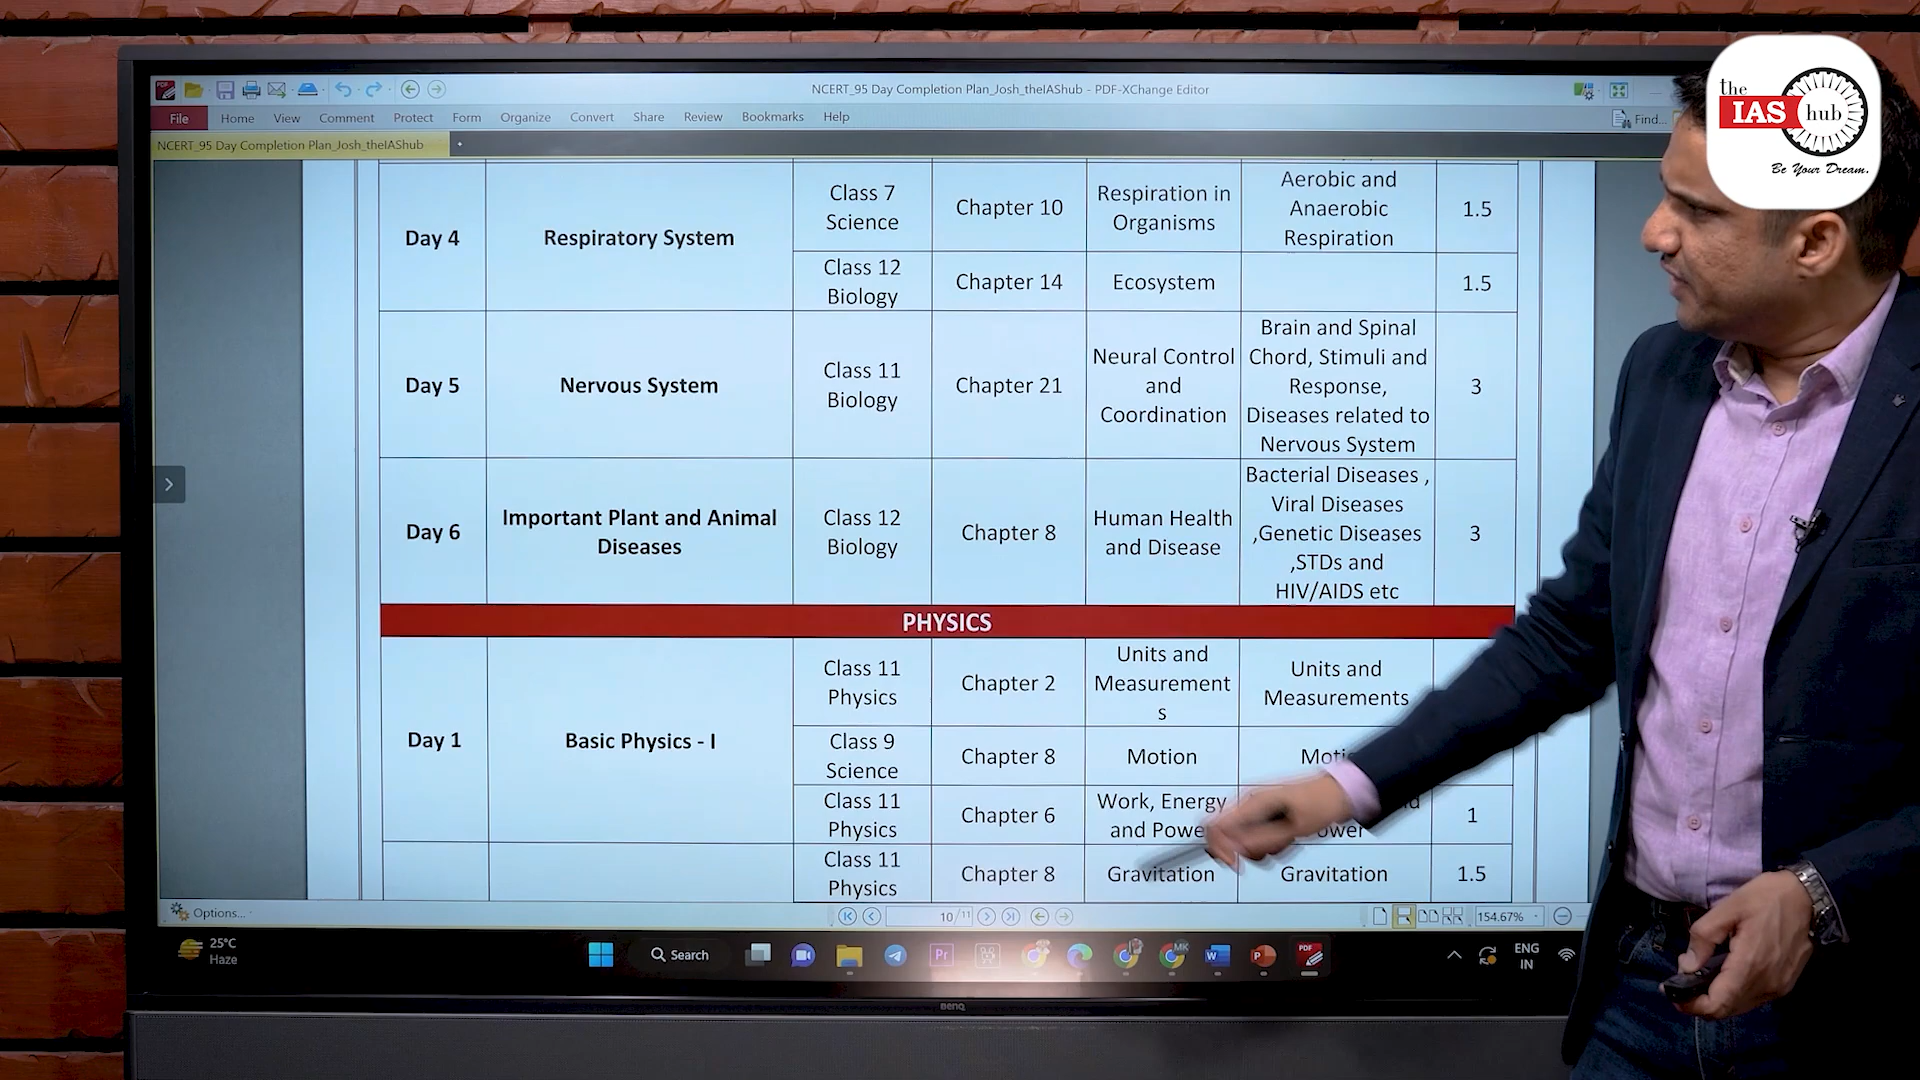 the
IAS hub
Be Your Dream.
NCERT_95 Day Completion Plan_Josh_theIAShub - PDF-XChange Editor
File Home View Comment Protect Form Organize Convert Share Review Bookmarks Help Find...
NCERT_95 Day Completion Plan_Josh_theIAShub
Day 4
Respiratory System
Class 7
Science
Chapter 10
Respiration in
Organisms
Aerobic and
Anaerobic
Respiration
1.5
Class 12
Biology
Chapter 14
Ecosystem
1.5
Day 5
Nervous System
Class 11
Biology
Chapter 21
Neural Control
and
Coordination
Brain and Spinal
Chord, Stimuli and
Response,
Diseases related to
Nervous System
3
Day 6
Important Plant and Animal
Diseases
Class 12
Biology
Chapter 8
Human Health
and Disease
Bacterial Diseases ,
Viral Diseases
,Genetic Diseases
,STDs and
HIV/AIDS etc
3
PHYSICS
Day 1
Basic Physics - I
Class 11
Physics
Chapter 2
Units and
Measurement
s
Units and
Measurements
Class 9
Science
Chapter 8
Motion
Class 11
Physics
Chapter 6
Work, Energy
and Power
1
Class 11
Physics
Chapter 8
Gravitation
Gravitation
1.5
Options...
10 /11
154.67%
25°C
Haze
Search
Pr
MK
W
P
PDF
ENG
IN
BenQ